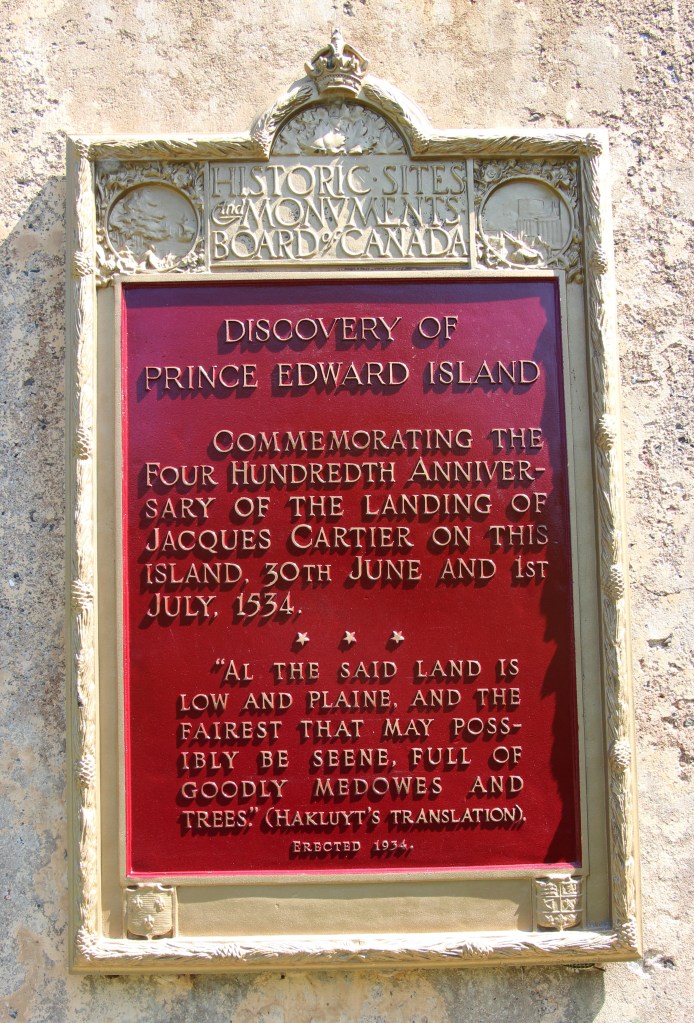 HISTORIC·SITES
and MONVMENTS
BOARD of CANADA
DISCOVERY OF
PRINCE EDWARD ISLAND
COMMEMORATING THE
FOUR HUNDREDTH ANNIVER-
SARY OF THE LANDING OF
JACQUES CARTIER ON THIS
ISLAND, 30TH JUNE AND 1ST
JULY, 1534.
"AL THE SAID LAND IS
LOW AND PLAINE, AND THE
FAIREST THAT MAY POSS-
IBLY BE SEENE, FULL OF
GOODLY MEDOWES AND
TREES." (HAKLUYT'S TRANSLATION).
ERECTED 1934.